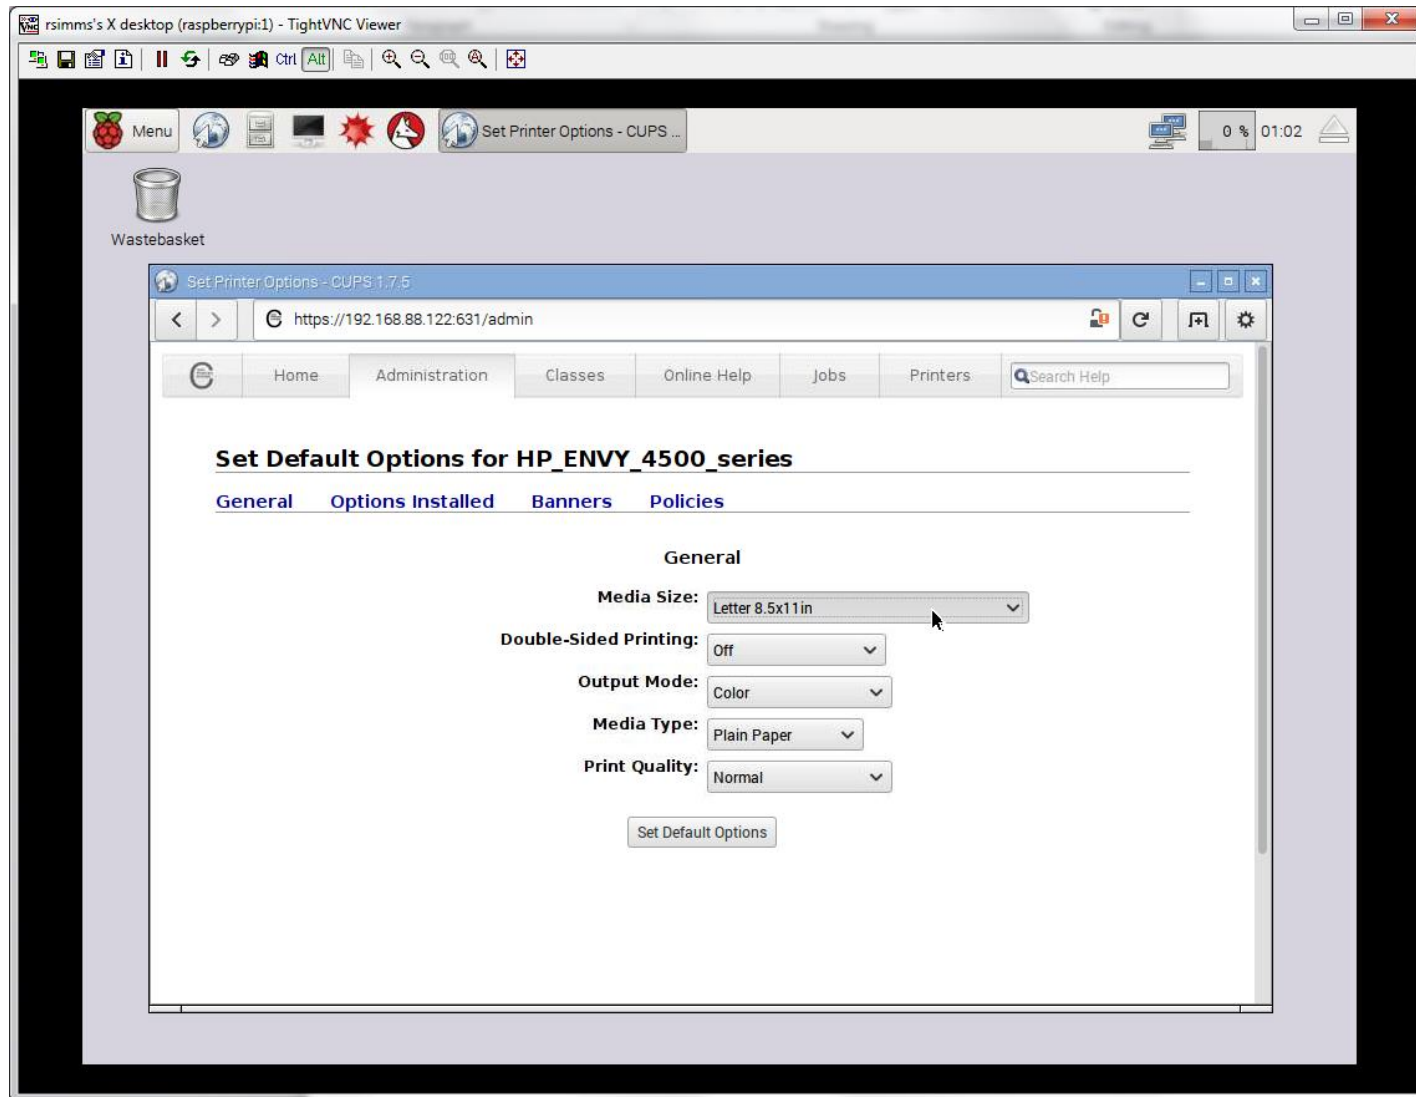 rsimms's X desktop (raspberrypi:1) - TightVNC Viewer
Ctrl Alt
Menu Set Printer Options - CUPS ... 0 % 01:02
Wastebasket
Set Printer Options - CUPS 1.7.5
https://192.168.88.122:631/admin
Home Administration Classes Online Help Jobs Printers Search Help
Set Default Options for HP_ENVY_4500_series
General Options Installed Banners Policies
General
Media Size: Letter 8.5x11in
Double-Sided Printing: Off
Output Mode: Color
Media Type: Plain Paper
Print Quality: Normal
Set Default Options